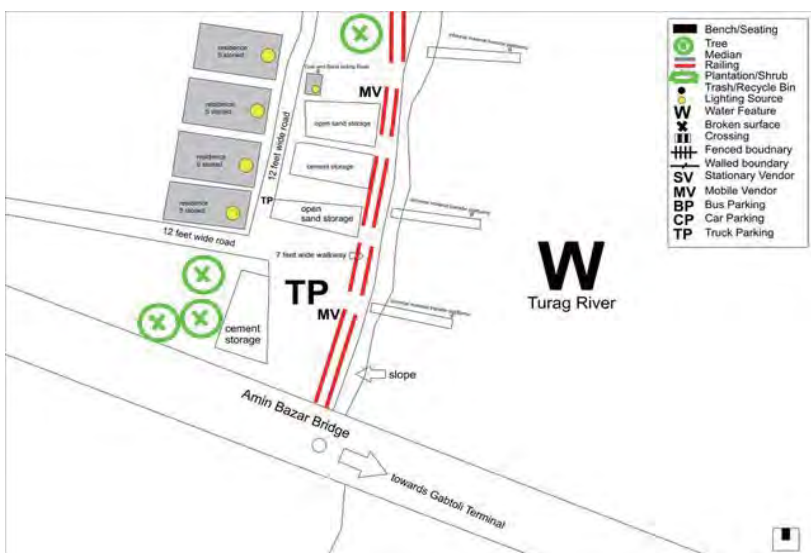 residence
5 storied
residence
5 storied
residence
5 storied
residence
5 storied
12 feet wide road
12 feet wide road
MV
open sand storage
cement storage
TP
open
sand storage
7 feet wide walkway
TP
MV
cement
storage
W
Turag River
slope
Amin Bazar Bridge
towards Gabtoli Terminal
Bench/Seating
Tree
Median
Railing
Plantation/Shrub
Trash/Recycle Bin
Lighting Source
W Water Feature
Broken surface
Crossing
Fenced boudnary
Walled boundary
SV Stationary Vendor
MV Mobile Vendor
BP Bus Parking
CP Car Parking
TP Truck Parking